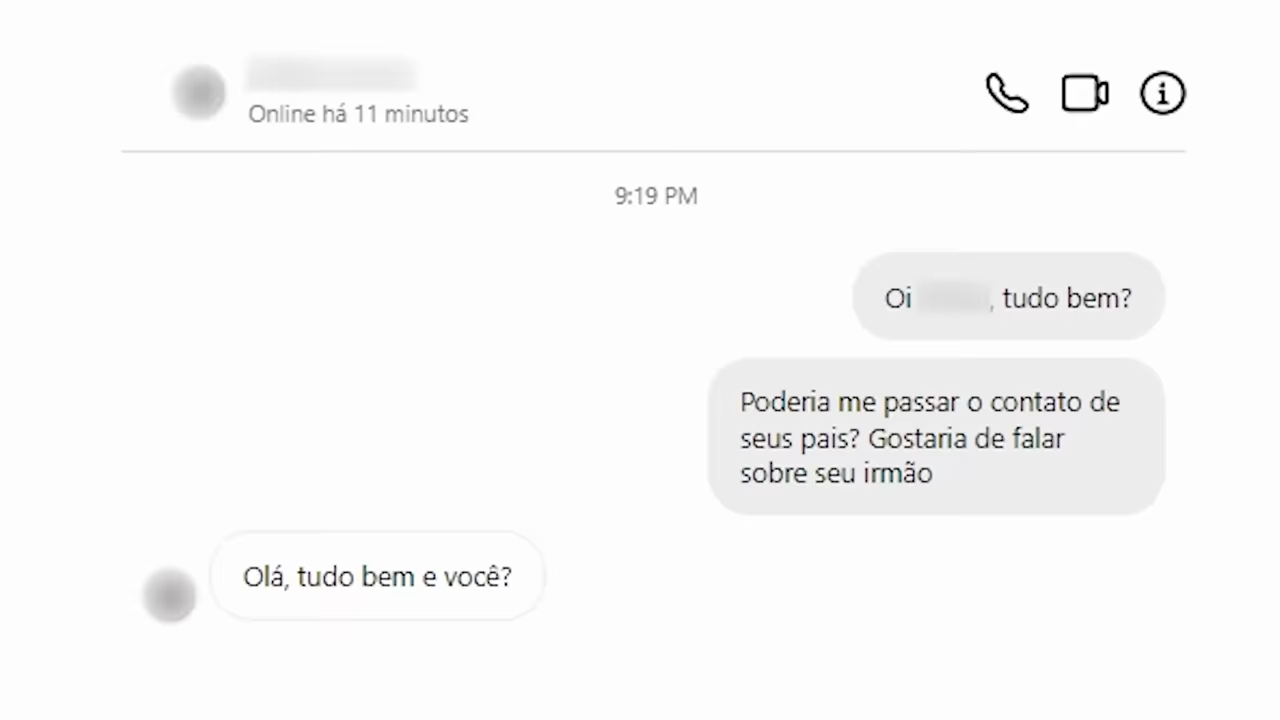 Online há 11 minutos
9:19 PM
Oi , tudo bem?
Poderia me passar o contato de
seus pais? Gostaria de falar
sobre seu irmão
Olá, tudo bem e você?